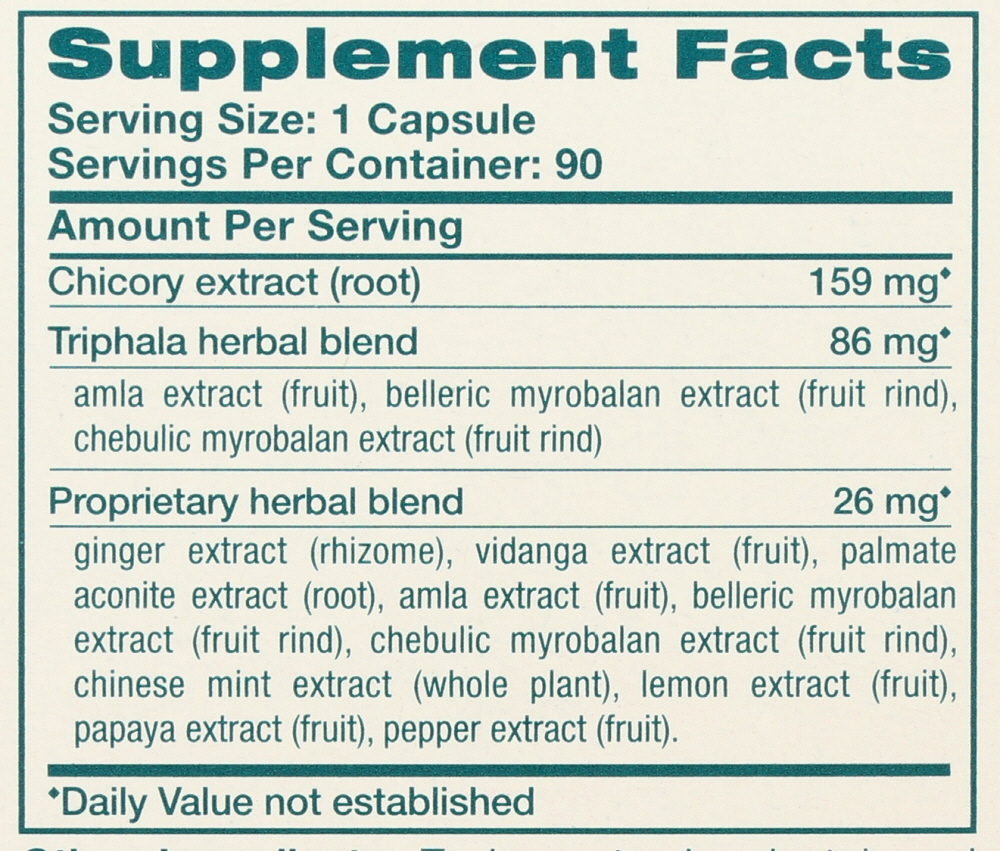 Supplement Facts
Serving Size: 1 Capsule
Servings Per Container: 90
Amount Per Serving
Chicory extract (root) 159 mg♦
Triphala herbal blend 86 mg♦
amla extract (fruit), belleric myrobalan extract (fruit rind),
chebulic myrobalan extract (fruit rind)
Proprietary herbal blend 26 mg♦
ginger extract (rhizome), vidanga extract (fruit), palmate
aconite extract (root), amla extract (fruit), belleric myrobalan
extract (fruit rind), chebulic myrobalan extract (fruit rind),
chinese mint extract (whole plant), lemon extract (fruit),
papaya extract (fruit), pepper extract (fruit).
♦Daily Value not established